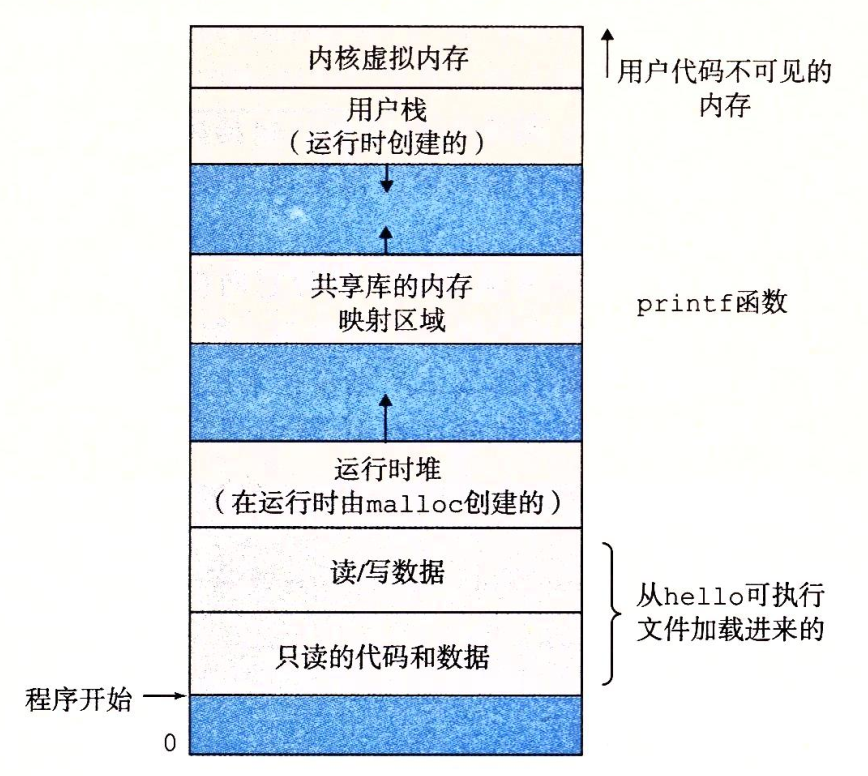 内核虚拟内存
用户代码不可见的
内存
用户栈
（运行时创建的）
共享库的内存
映射区域
printf函数
运行时堆
（在运行时由malloc创建的）
读/写数据
只读的代码和数据
从hello可执行
文件加载进来的
程序开始
0